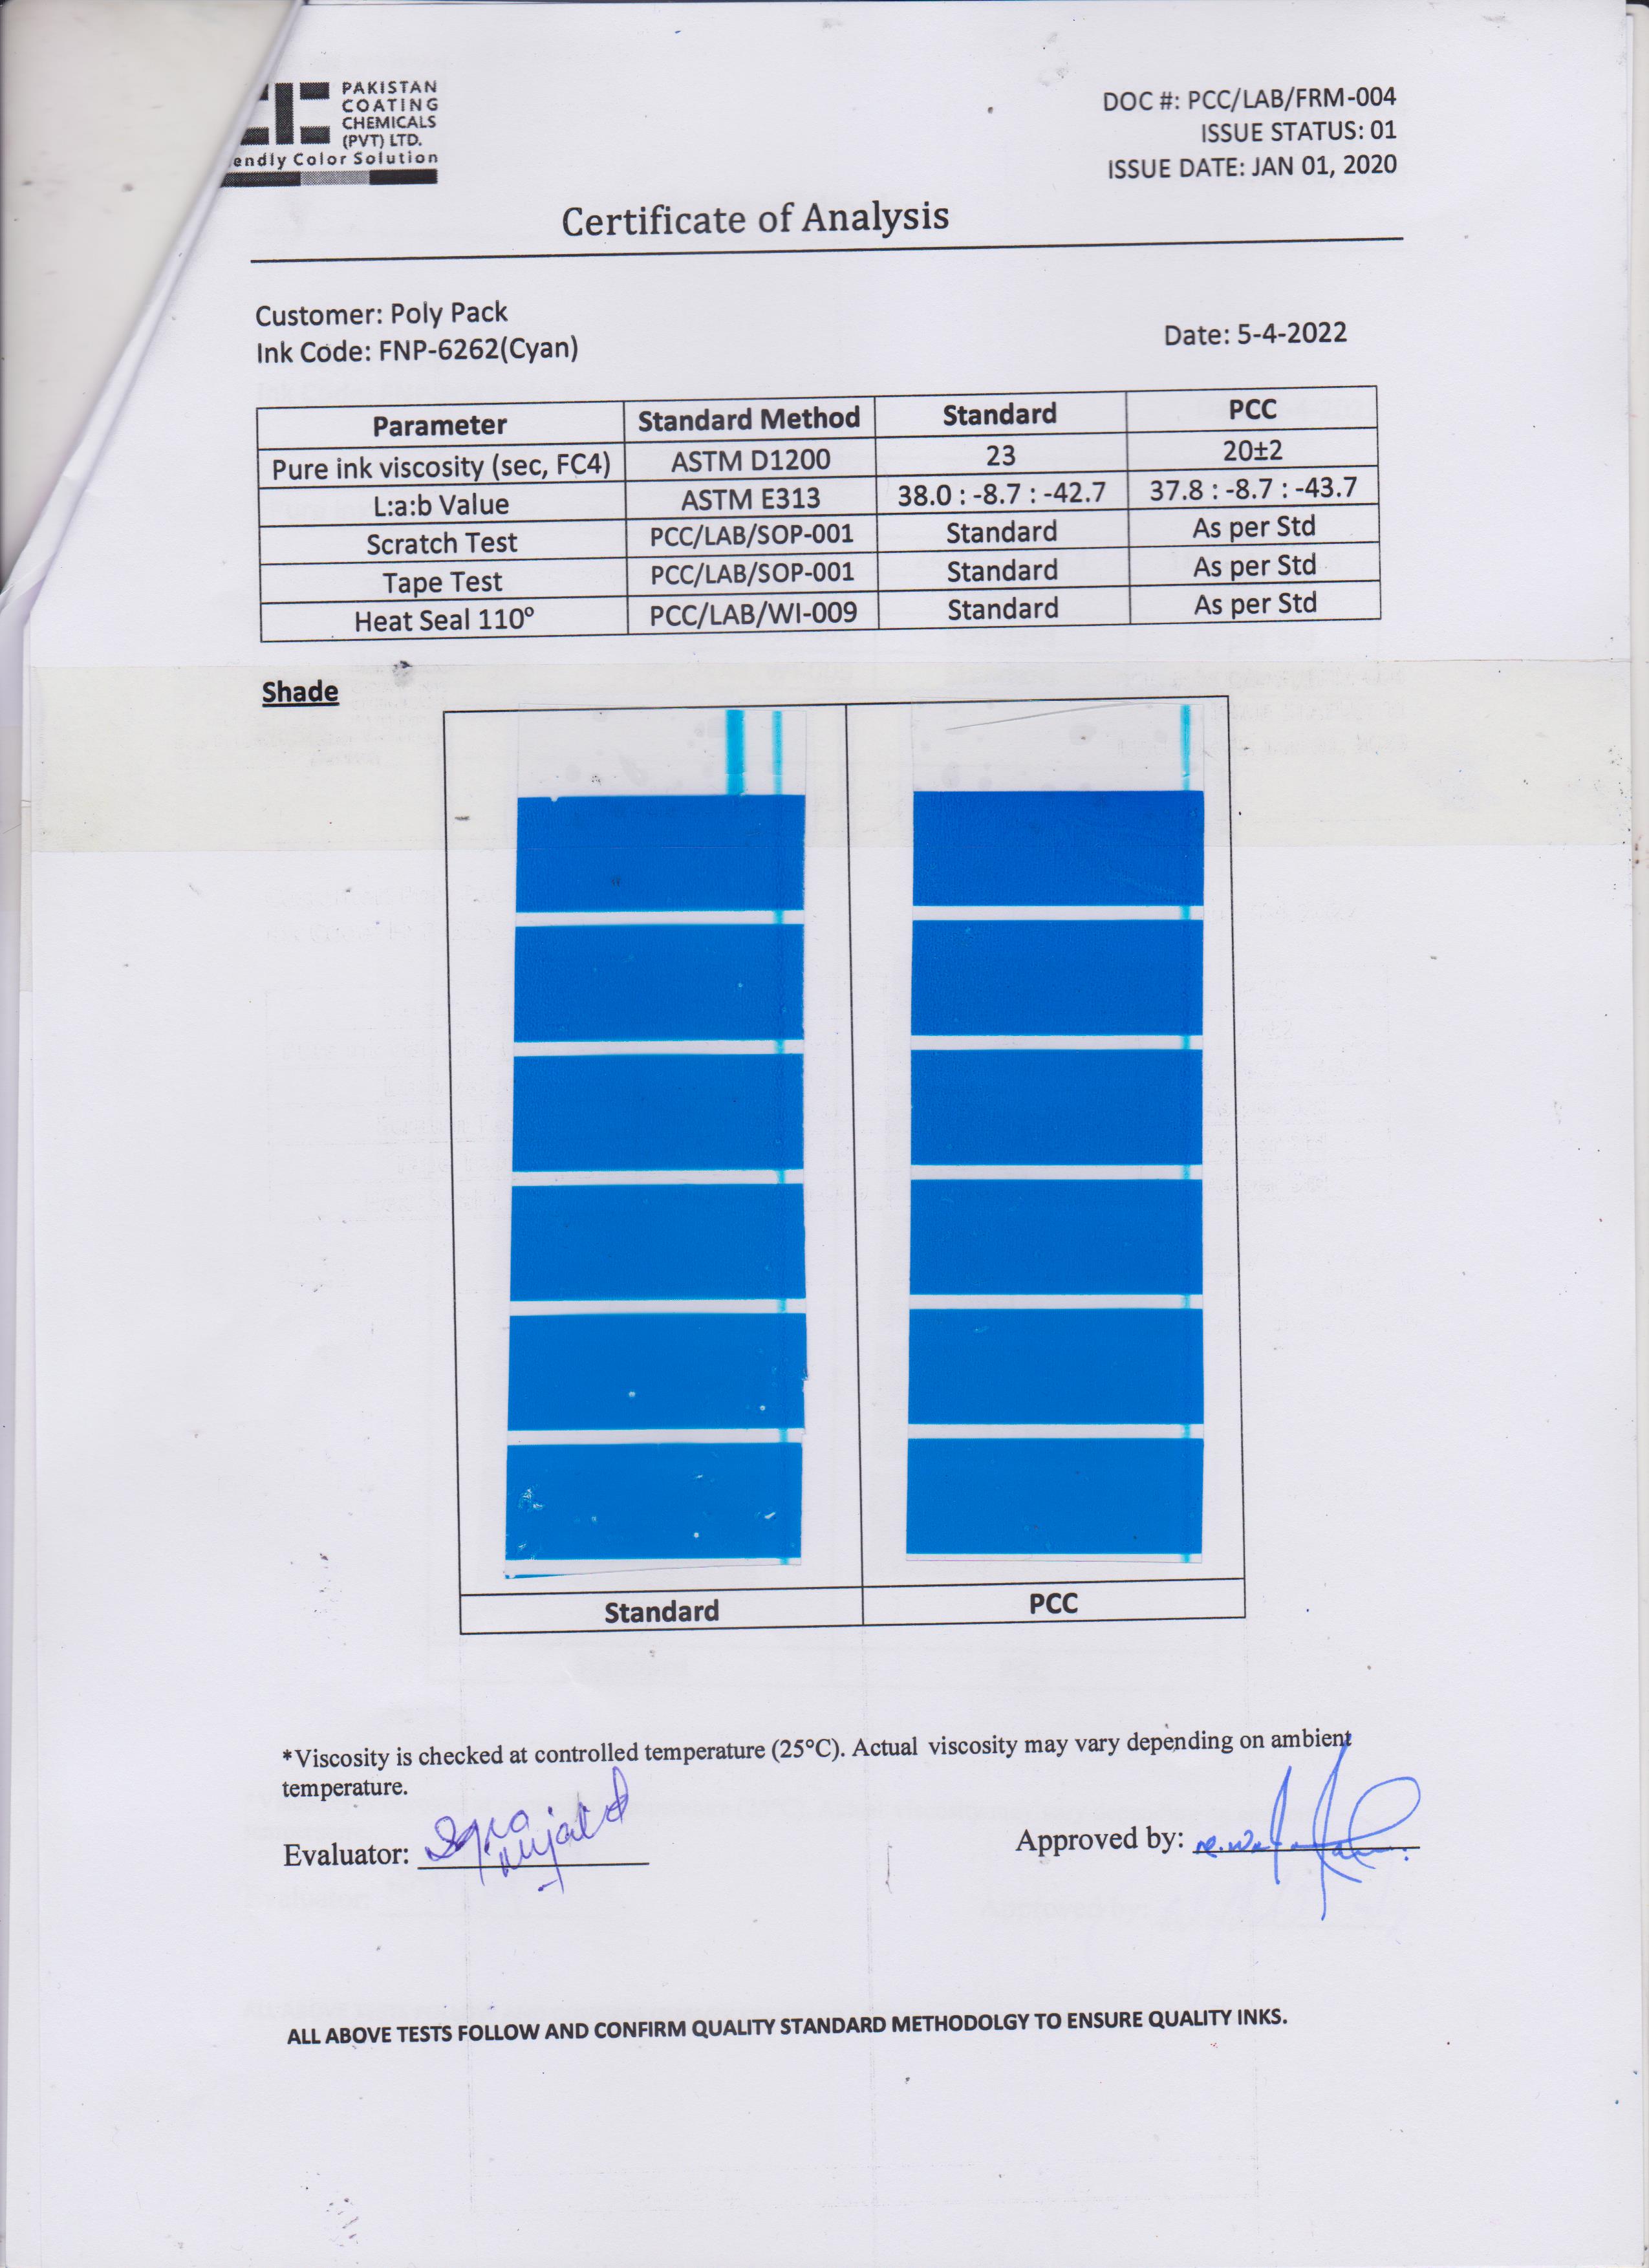 PAKISTAN
COATING
CHEMICALS
(PVT) LTD.
endly Color Solution
DOC #: PCC/LAB/FRM-004
ISSUE STATUS: 01
ISSUE DATE: JAN 01, 2020
Certificate of Analysis
Customer: Poly Pack
Ink Code: FNP-6262(Cyan)
Date: 5-4-2022
Parameter Standard Method Standard PCC
Pure ink viscosity (sec, FC4) ASTM D1200 23 20±2
L:a:b Value ASTM E313 38.0 : -8.7 : -42.7 37.8 : -8.7 : -43.7
Scratch Test PCC/LAB/SOP-001 Standard As per Std
Tape Test PCC/LAB/SOP-001 Standard As per Std
Heat Seal 110° PCC/LAB/WI-009 Standard As per Std
Shade
Standard PCC
*Viscosity is checked at controlled temperature (25°C). Actual viscosity may vary depending on ambient
temperature.
Evaluator:
Approved by:
ALL ABOVE TESTS FOLLOW AND CONFIRM QUALITY STANDARD METHODOLGY TO ENSURE QUALITY INKS.